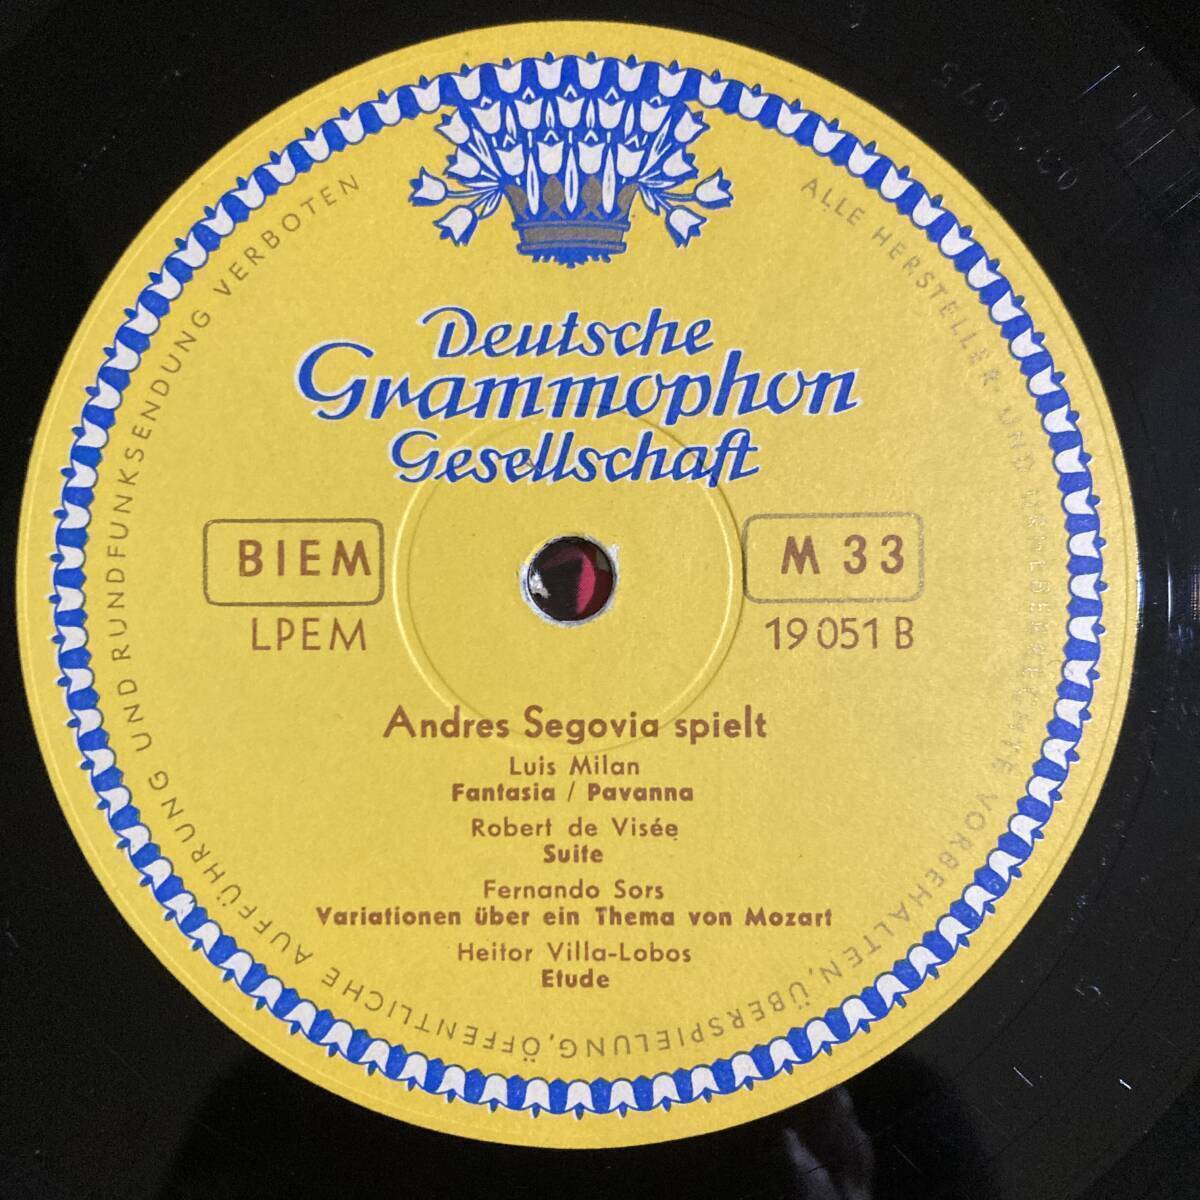 Deutsche
Grammophon
Gesellschaft
BIEM
LPEM
M 33
19 051 B
Andres Segovia spielt
Luis Milan
Fantasia / Pavanna
Robert de Visée
Suite
Fernando Sors
Variationen über ein Thema von Mozart
Heitor Villa-Lobos
Etude
ALLE HERSTELLER- UND URHEBERRECHTE VORBEHALTEN, ÜBERSPIELUNG, ÖFFENTLICHE AUFFÜHRUNG UND RUNDFUNKSENDUNG VERBOTEN